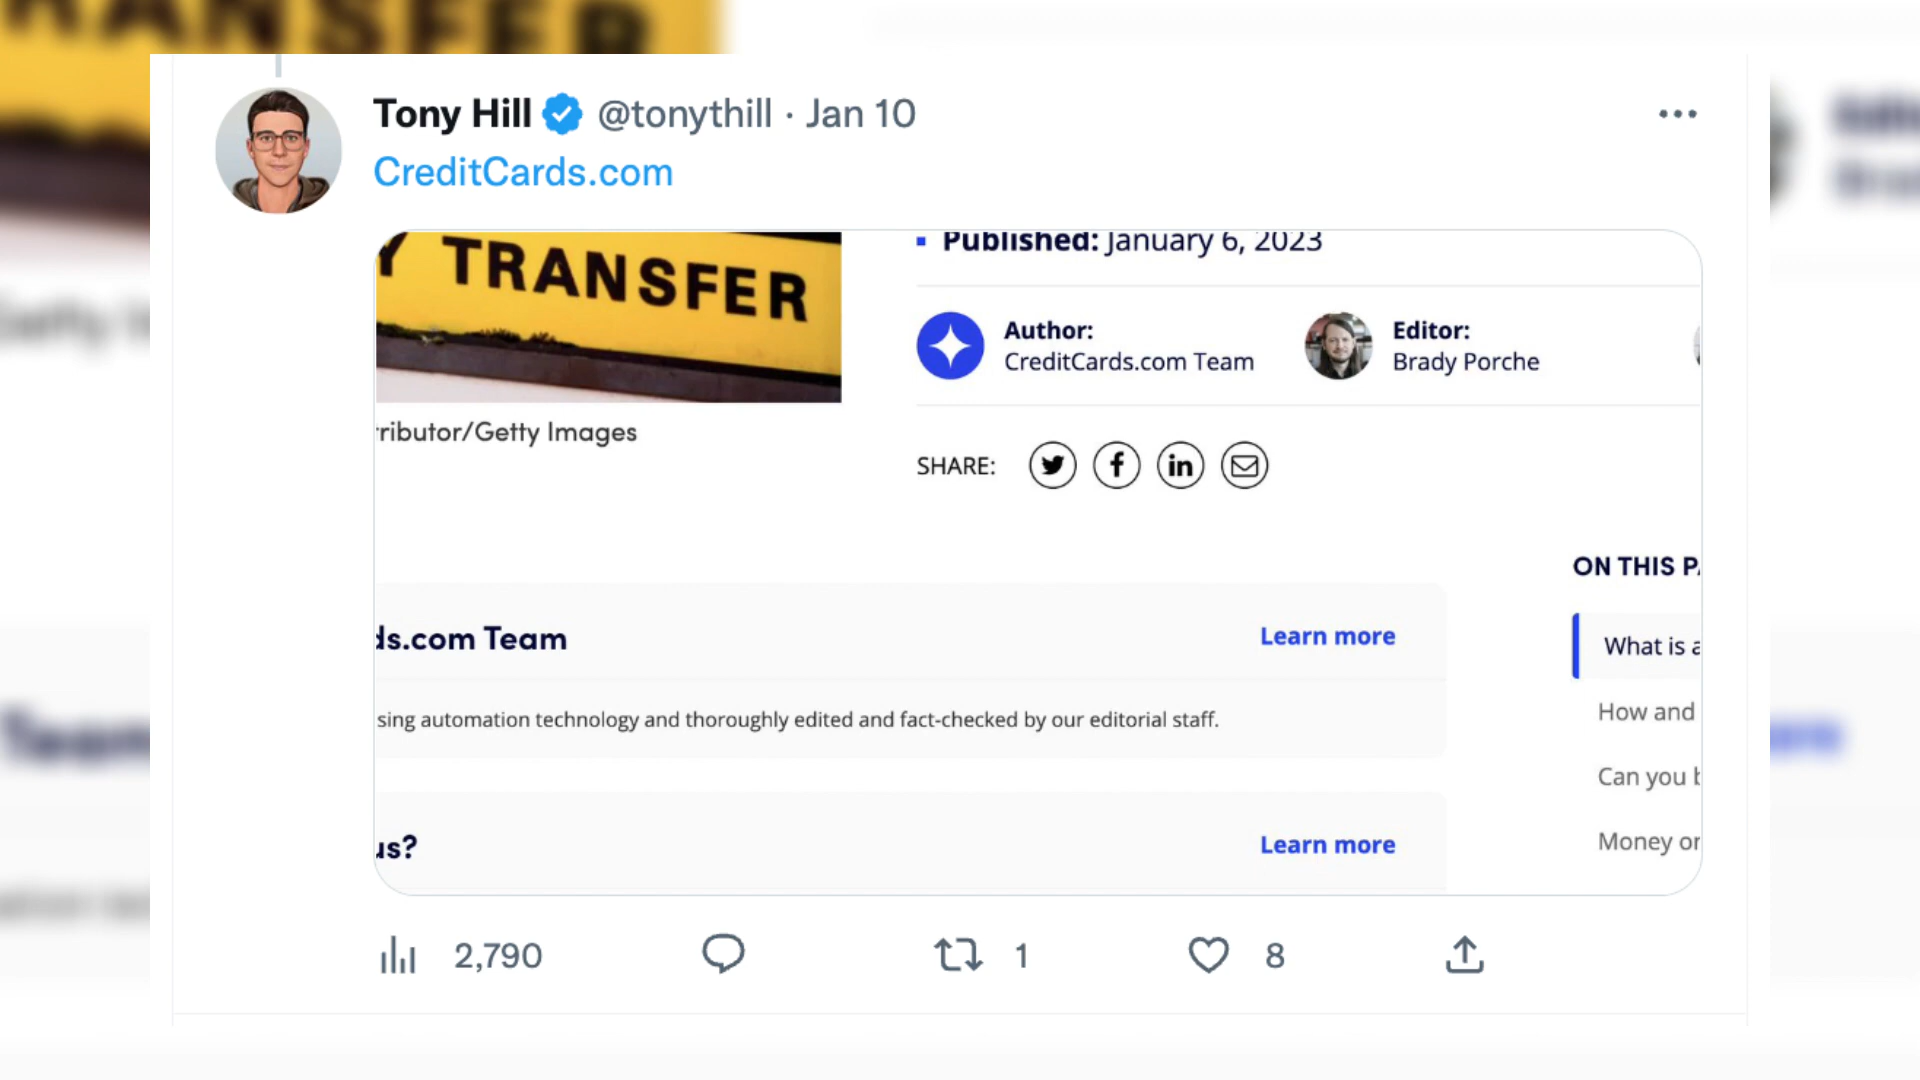 Tony Hill @tonythill · Jan 10
CreditCards.com
Y TRANSFER
Published: January 6, 2023
Author:
CreditCards.com Team
Editor:
Brady Porche
ributor/Getty Images
SHARE:
ON THIS PA
ds.com Team
Learn more
What is a
sing automation technology and thoroughly edited and fact-checked by our editorial staff.
How and
Can you b
us?
Learn more
Money or
2,790
1
8